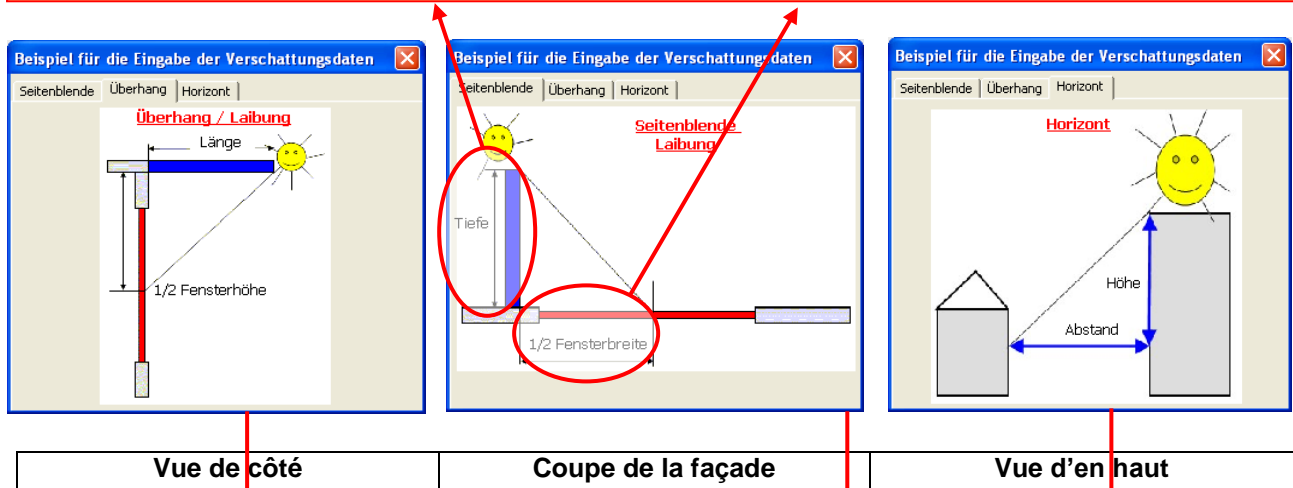 Beispiel für die Eingabe der Verschattungsdaten
Seitenblende Überhang Horizont
Überhang / Laibung
Länge
1/2 Fensterhöhe
Beispiel für die Eingabe der Verschattungsdaten
Seitenblende Überhang Horizont
Seitenblende
Laibung
Tiefe
1/2 Fensterbreite
Beispiel für die Eingabe der Verschattungsdaten
Seitenblende Überhang Horizont
Horizont
Höhe
Abstand
Vue de côté Coupe de la façade Vue d'en haut